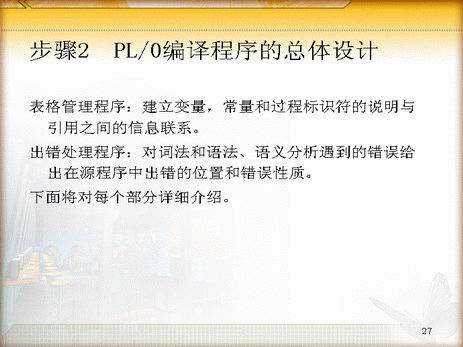 步骤2 PL/0编译程序的总体设计
表格管理程序：建立变量，常量和过程标识符的说明与
引用之间的信息联系。
出错处理程序：对词法和语法、语义分析遇到的错误给
出在源程序中出错的位置和错误性质。
下面将对每个部分详细介绍。
27